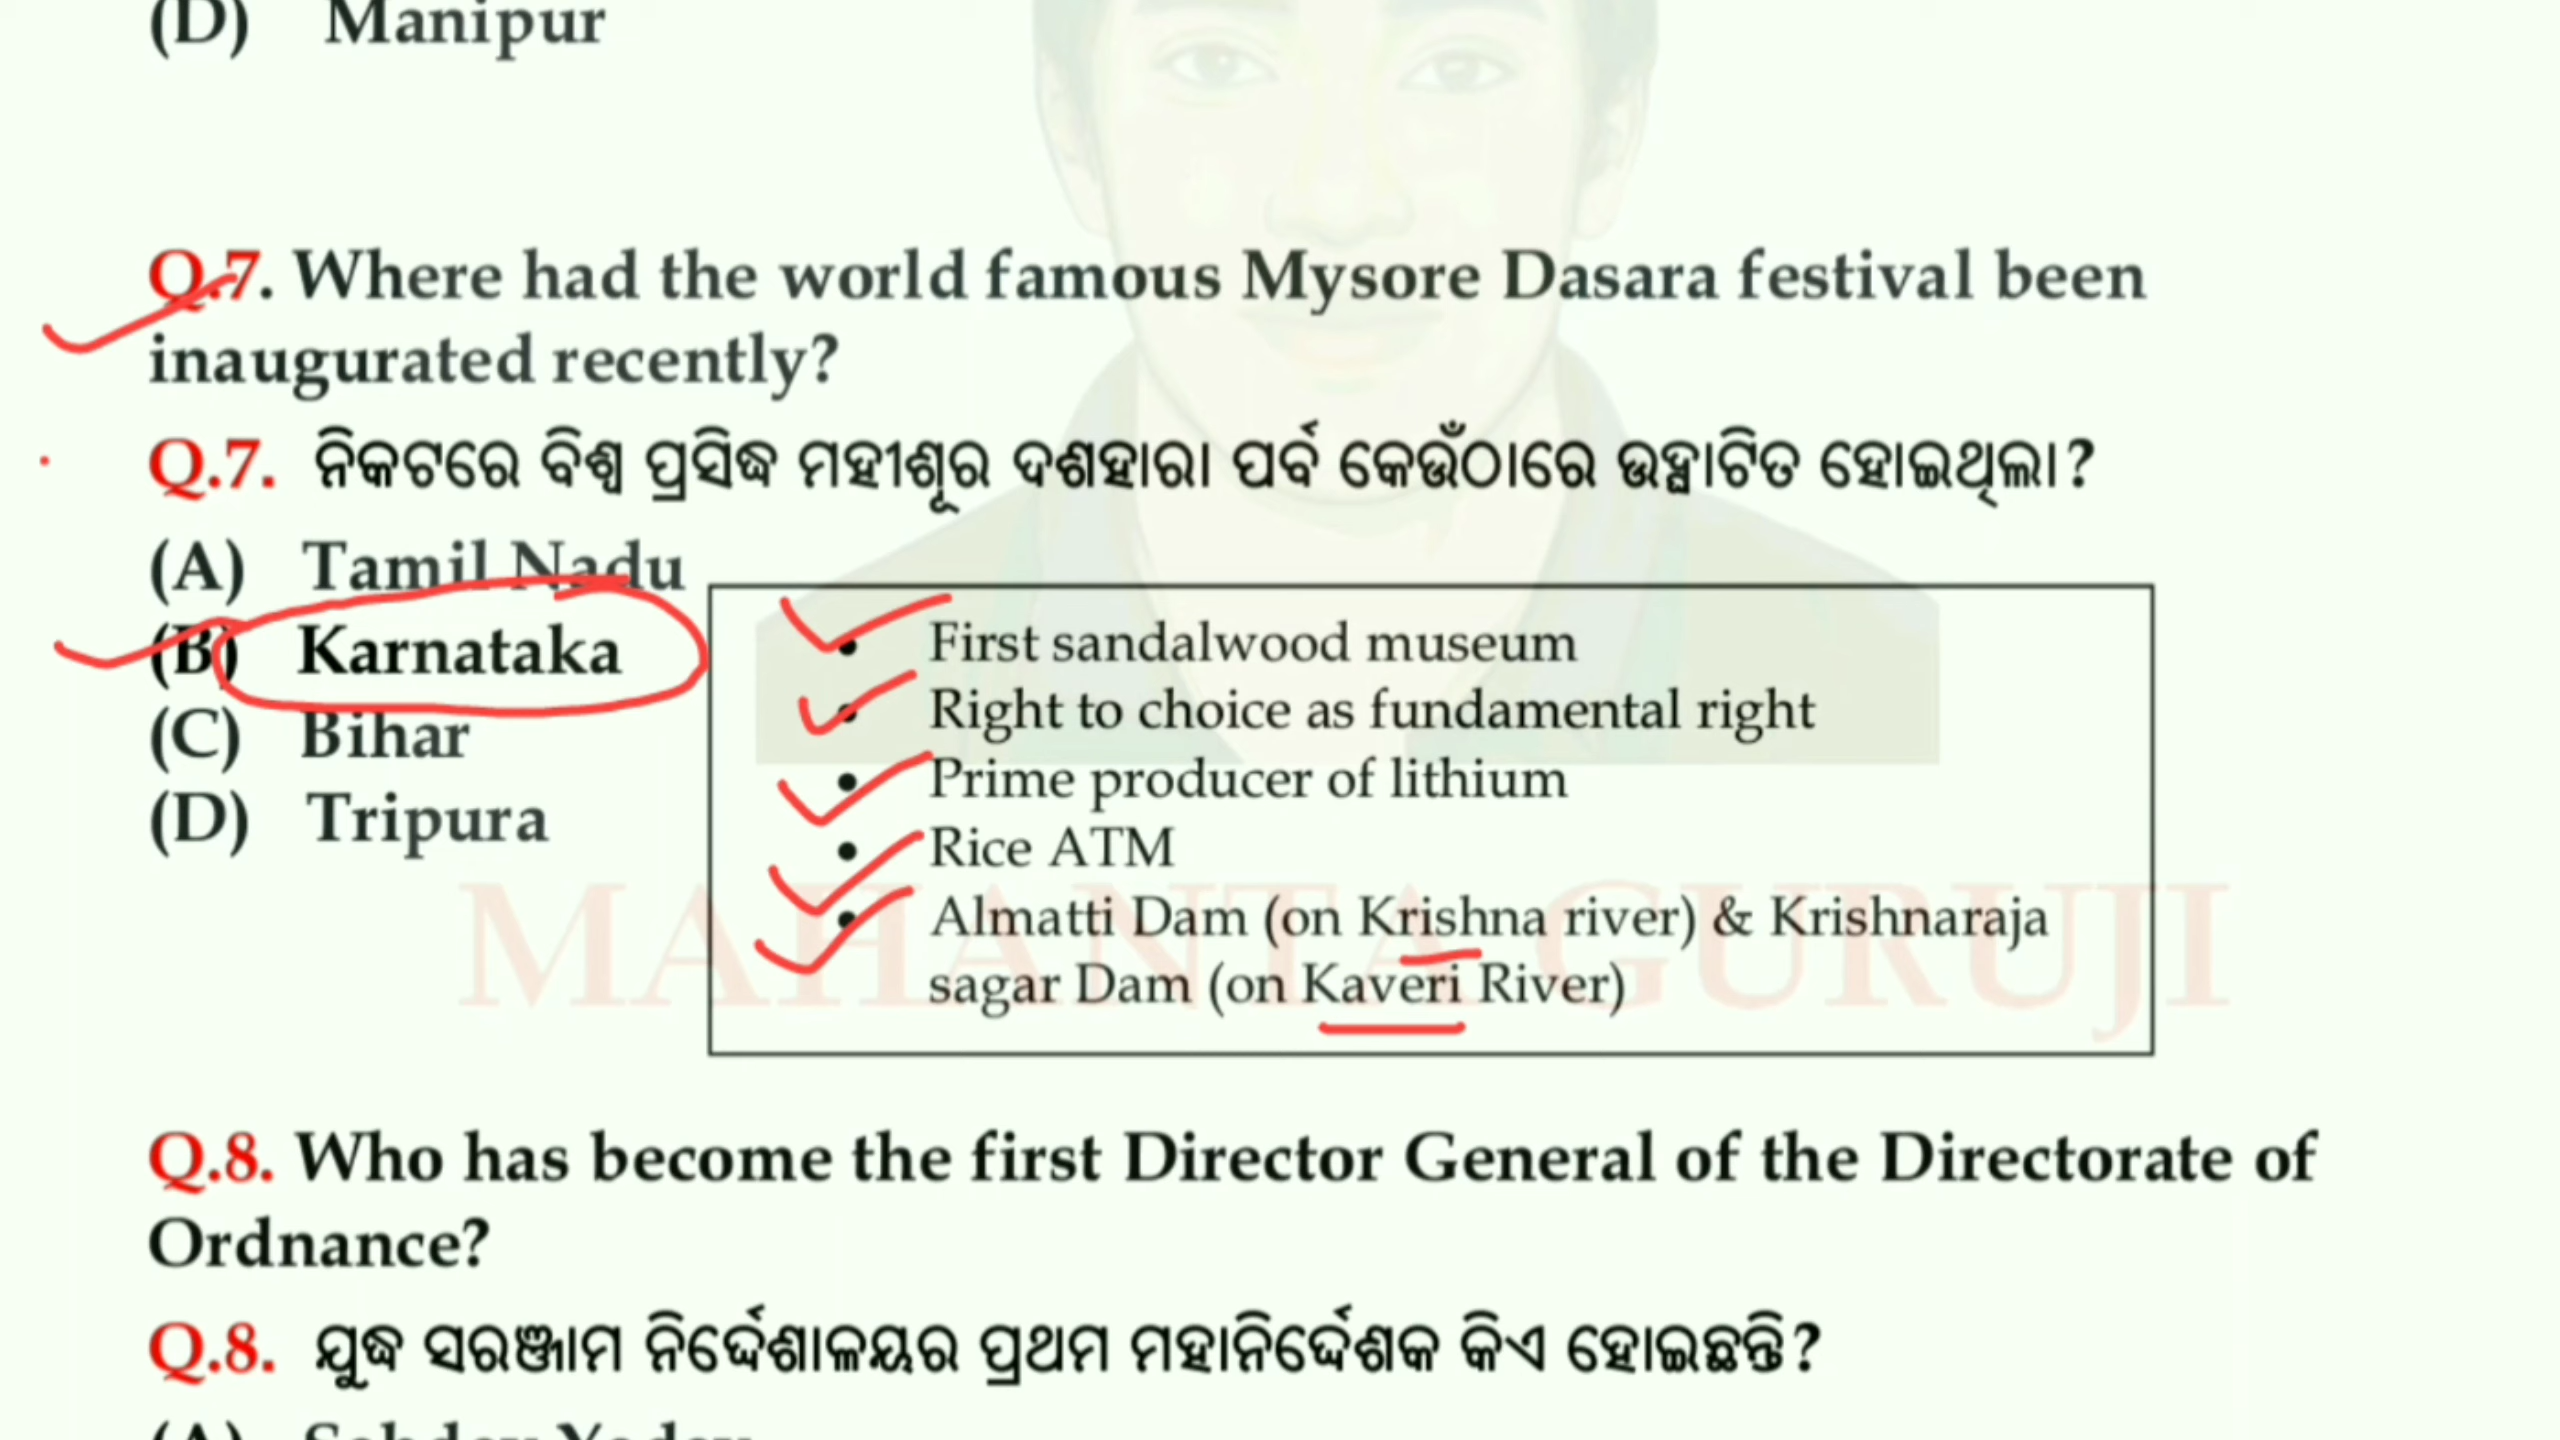 (D) Manipur
Q.7. Where had the world famous Mysore Dasara festival been
inaugurated recently?
Q.7. ନିକଟରେ ବିଶ୍ୱ ପ୍ରସିଦ୍ଧ ମହୀଶୂର ଦଶହାରା ପର୍ବ କେଉଁଠାରେ ଉଦ୍ଘାଟିତ ହୋଇଥିଲା?
(A) Tamil Nadu
(B) Karnataka
(C) Bihar
(D) Tripura
• First sandalwood museum
• Right to choice as fundamental right
• Prime producer of lithium
• Rice ATM
• Almatti Dam (on Krishna river) & Krishnaraja
sagar Dam (on Kaveri River)
MAHANTA GURUJI
Q.8. Who has become the first Director General of the Directorate of
Ordnance?
Q.8. ଯୁଦ୍ଧ ସରଞ୍ଜାମ ନିର୍ଦ୍ଦେଶାଳୟର ପ୍ରଥମ ମହାନିର୍ଦ୍ଦେଶକ କିଏ ହୋଇଛନ୍ତି?